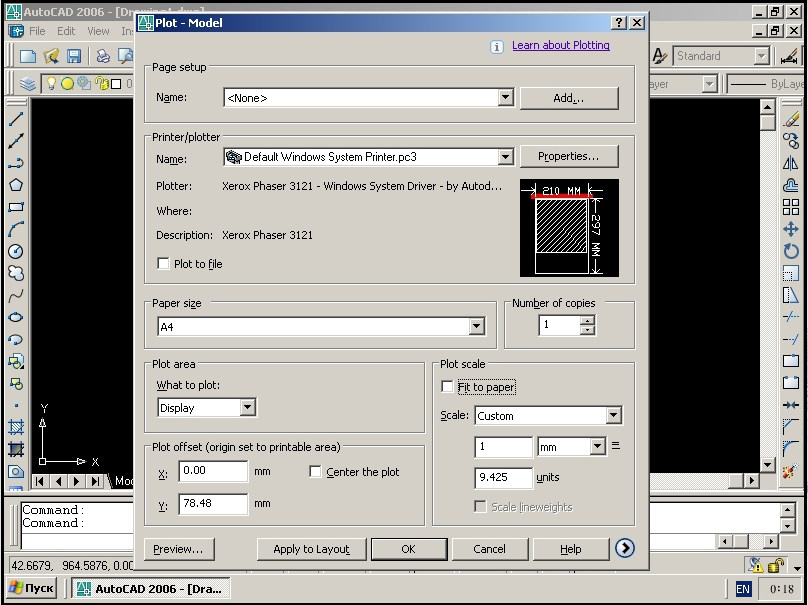 AutoCAD 2006 - [Drawing1.dwg]
Plot - Model
File Edit View In
Learn about Plotting
Standard
Page setup
Name: <None> Add...
0
ayer
ByLaye
Printer/plotter
Name: Default Windows System Printer.pc3 Properties...
Plotter: Xerox Phaser 3121 - Windows System Driver - by Autod...
210 MM
297 MM
Where:
Description: Xerox Phaser 3121
Plot to file
Paper size
A4
Number of copies
1
Plot area
What to plot:
Display
Plot scale
Fit to paper
Scale: Custom
1 mm =
9.425 units
Scale lineweights
Plot offset (origin set to printable area)
X: 0.00 mm Center the plot
Y: 78.48 mm
Y
X
Mod
Command:
Command:
Preview... Apply to Layout OK Cancel Help
42.6679, 964.5876, 0.00
Пуск AutoCAD 2006 - [Dra... EN 0:18